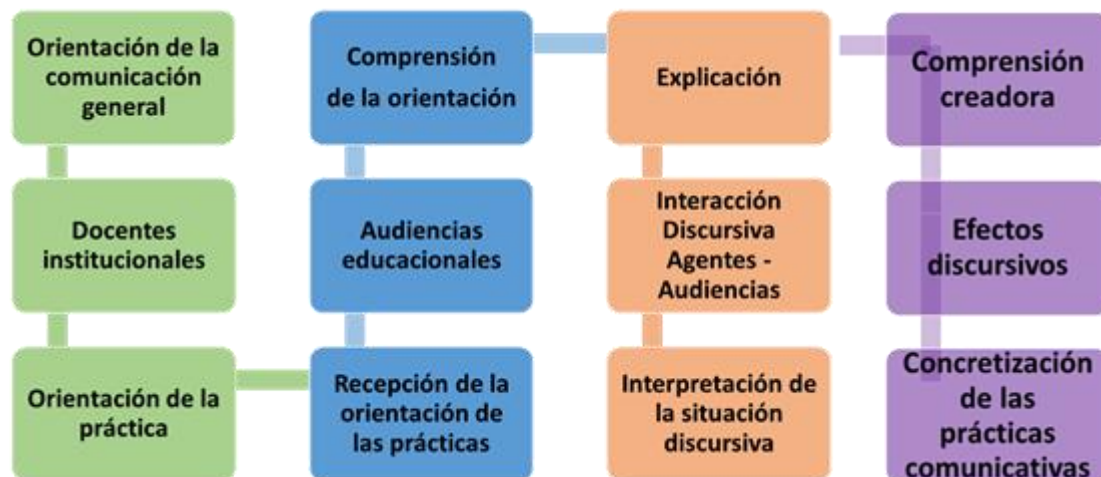 Orientación de la
comunicación
general
Docentes
institucionales
Orientación de la
práctica
Comprensión
de la orientación
Audiencias
educacionales
Recepción de la
orientación de
las prácticas
Explicación
Interacción
Discursiva
Agentes -
Audiencias
Interpretación de
la situación
discursiva
Comprensión
creadora
Efectos
discursivos
Concretización
de las
prácticas
comunicativas